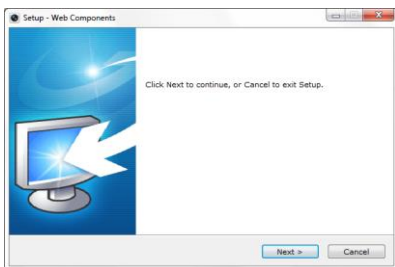 Setup - Web Components
Click Next to continue, or Cancel to exit Setup.
Next >
Cancel